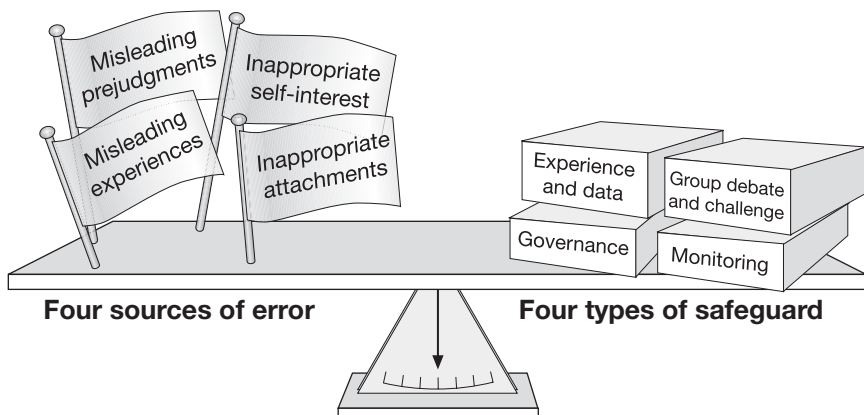 Misleading
prejudgments
Inappropriate
self-interest
Misleading
experiences
Inappropriate
attachments
Experience
and data
Group debate
and challenge
Governance
Monitoring
Four sources of error
Four types of safeguard